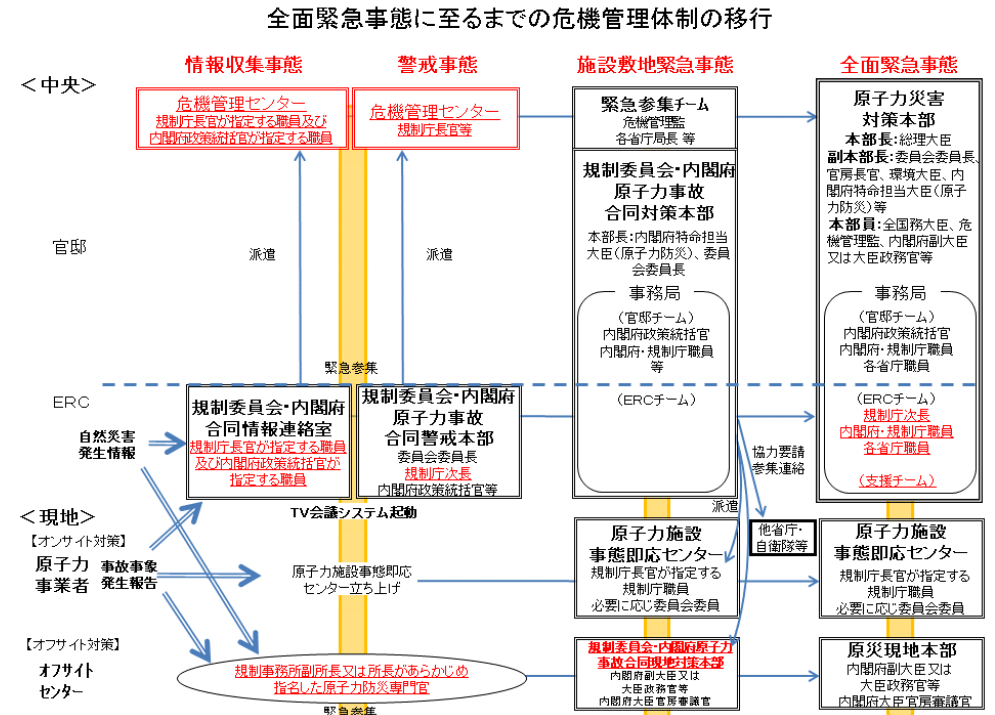 全面緊急事態に至るまでの危機管理体制の移行
情報収集事態
警戒事態
施設敷地緊急事態
全面緊急事態
＜中央＞
危機管理センター
規制庁長官が指定する職員及び
内閣府政策統括官が指定する職員
危機管理センター
規制庁長官等
緊急参集チーム
危機管理監
各省庁局長 等
規制委員会・内閣府
原子力事故
合同対策本部
本部長：内閣府特命担当
大臣（原子力防災）、委員
会委員長
事務局
（官邸チーム）
内閣府政策統括官
内閣府・規制庁職員
等
（ERCチーム）
原子力災害
対策本部
本部長：総理大臣
副本部長：委員会委員長、
官房長官、環境大臣、内
閣府特命担当大臣（原子
力防災）等
本部員：全国務大臣、危
機管理監、内閣府副大臣
又は大臣政務官等
事務局
（官邸チーム）
内閣府政策統括官
内閣府・規制庁職員
各省庁職員
（ERCチーム）
規制庁次長
内閣府・規制庁職員
各省庁職員
（支援チーム）
官邸
派遣
派遣
緊急参集
ERC
自然災害
発生情報
規制委員会・内閣府
合同情報連絡室
規制庁長官が指定する職員
及び内閣府政策統括官が
指定する職員
規制委員会・内閣府
原子力事故
合同警戒本部
委員会委員長
規制庁次長
内閣府政策統括官等
TV会議システム起動
協力要請
参集連絡
派遣
他省庁・
自衛隊等
＜現地＞
【オンサイト対策】
原子力
事業者
事故事象
発生報告
原子力施設事態即応
センター立ち上げ
原子力施設
事態即応センター
規制庁長官が指定する
規制庁職員
必要に応じ委員会委員
原子力施設
事態即応センター
規制庁長官が指定する
規制庁職員
必要に応じ委員会委員
【オフサイト対策】
オフサイト
センター
規制事務所副所長又は所長があらかじめ
指名した原子力防災専門官
緊急参集
規制委員会・内閣府原子力
事故合同現地対策本部
内閣府副大臣又は
大臣政務官等
内閣府大臣官房審議官
原災現地本部
内閣府副大臣又は
大臣政務官等
内閣府大臣官房審議官